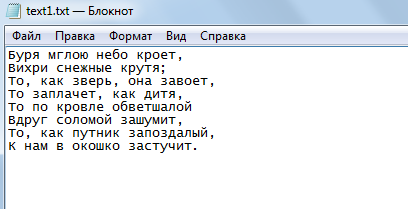 text1.txt — Блокнот
Файл Правка Формат Вид Справка
Буря мглою небо кроет,
Вихри снежные крутя;
То, как зверь, она завоет,
То заплачет, как дитя,
То по кровле обветшалой
Вдруг соломой зашумит,
То, как путник запоздалый,
К нам в окошко застучит.